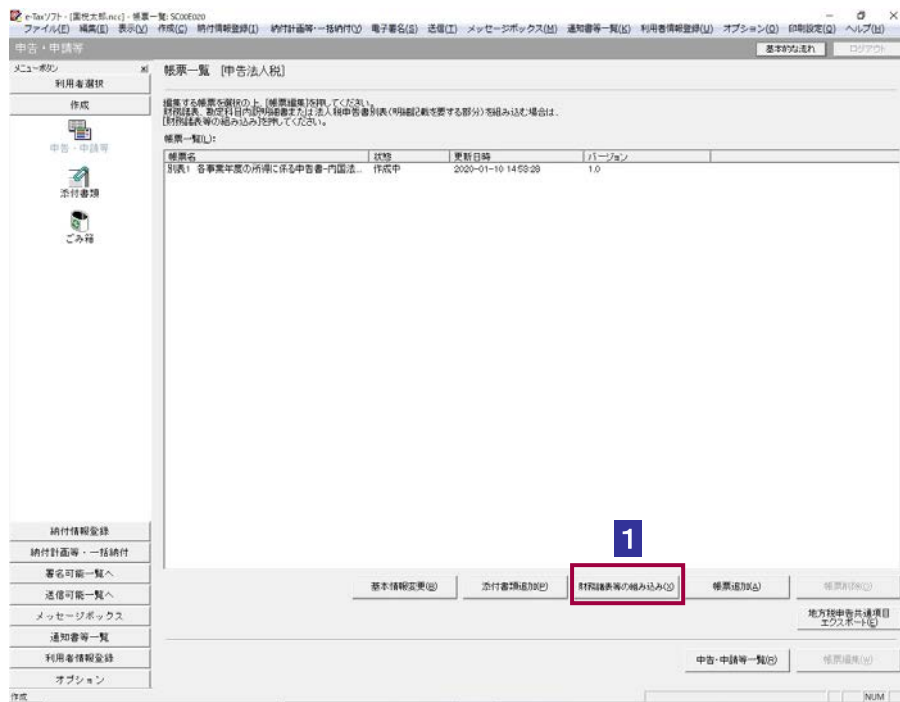 e-Taxソフト - [国税太郎.ncc] - 帳票一覧: SC00E020
ファイル(F) 編集(E) 表示(V) 作成(C) 納付情報登録(I) 納付計画等・一括納付(Y) 電子署名(S) 送信(T) メッセージボックス(M) 通知書等一覧(K) 利用者情報登録(U) オプション(O) 印刷設定(Q) ヘルプ(H)
申告・申請等
基本的な流れ
ログアウト
メニューボタン
利用者選択
作成
申告・申請等
添付書類
ごみ箱
納付情報登録
納付計画等・一括納付
署名可能一覧へ
送信可能一覧へ
メッセージボックス
通知書等一覧
利用者情報登録
オプション
帳票一覧 [申告法人税]
編集する帳票を選択の上、[帳票編集]を押してください。
財務諸表、勘定科目内訳明細書または法人税申告書別表(明細記載を要する部分)を組み込む場合は、
[財務諸表等の組み込み]を押してください。
帳票一覧(L):
帳票名 状態 更新日時 バージョン
別表1 各事業年度の所得に係る申告書-内国法... 作成中 2020-01-10 14:53:28 1.0
1
基本情報変更(B)
添付書類追加(P)
財務諸表等の組み込み(X)
帳票追加(A)
帳票削除(D)
地方税申告共通項目
エクスポート(E)
申告・申請等一覧(R)
帳票編集(W)
作成
NUM